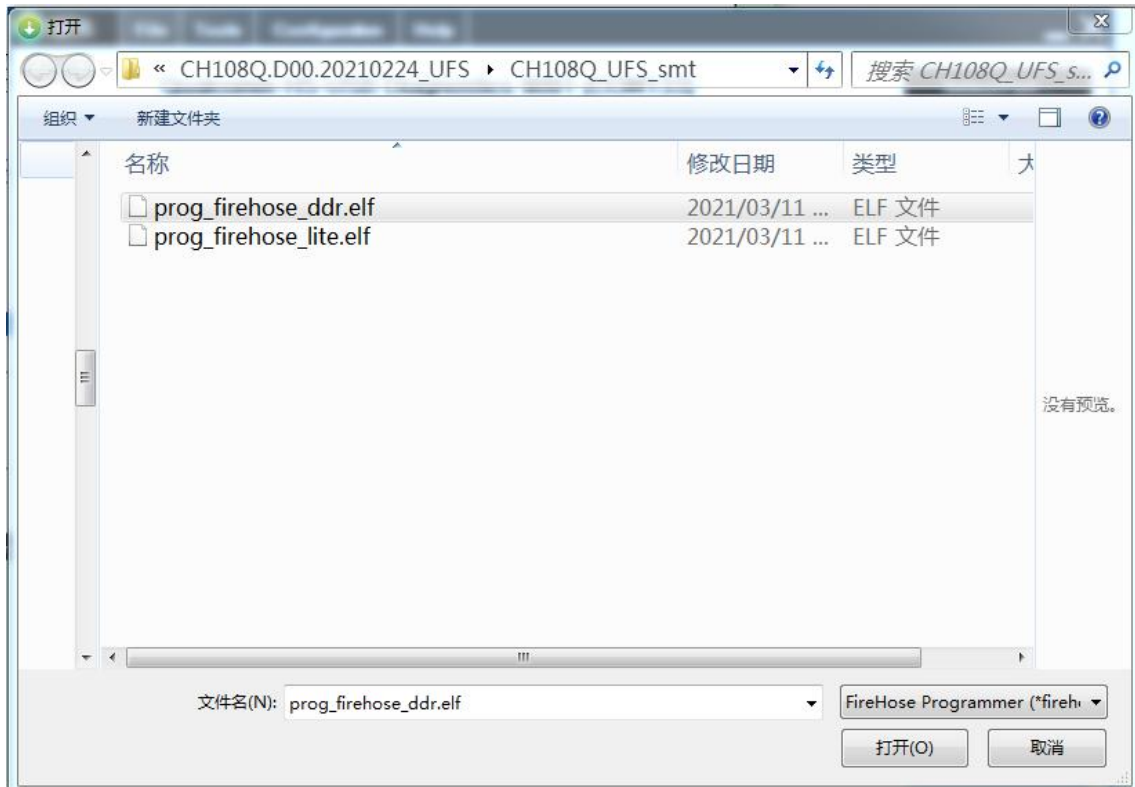 打开
« CH108Q.D00.20210224_UFS ▸ CH108Q_UFS_smt
搜索 CH108Q_UFS_s...
组织 ▼ 新建文件夹
名称 修改日期 类型
prog_firehose_ddr.elf 2021/03/11 ... ELF 文件
prog_firehose_lite.elf 2021/03/11 ... ELF 文件
没有预览。
文件名(N): prog_firehose_ddr.elf
FireHose Programmer (*fireh
打开(O) 取消